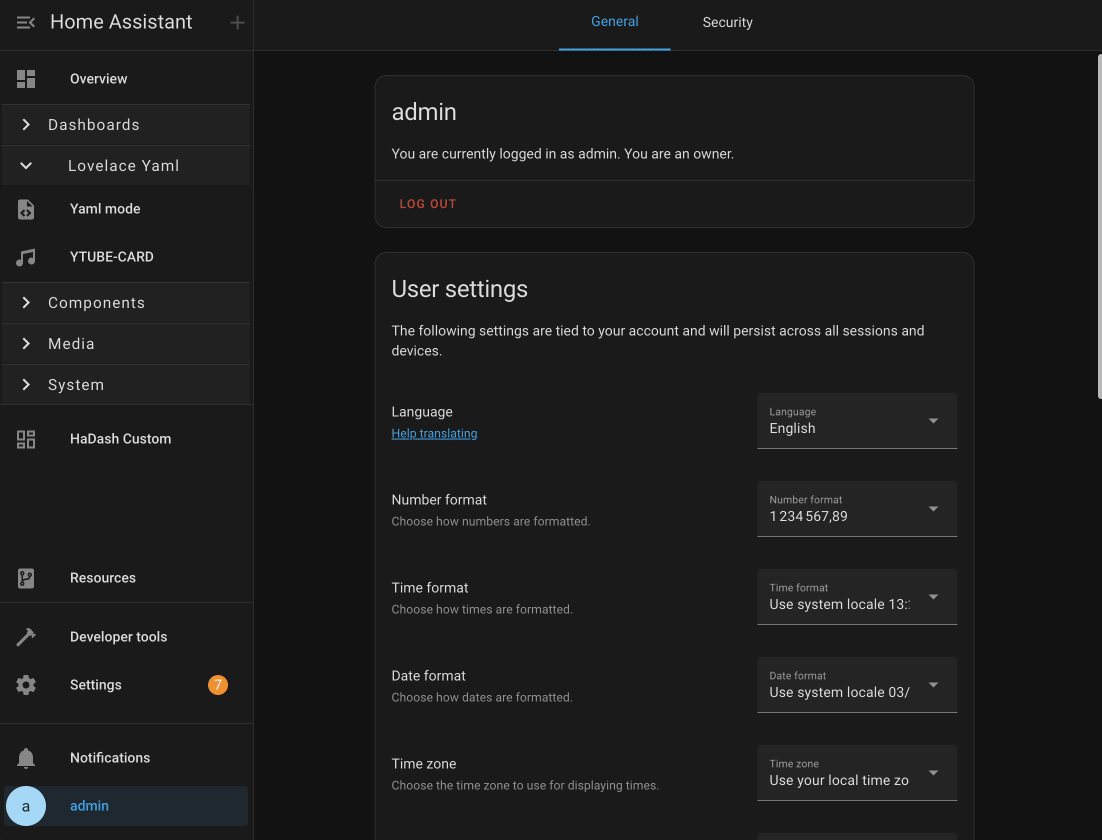 Home Assistant
General
Security
Overview
Dashboards
Lovelace Yaml
Yaml mode
YTUBE-CARD
Components
Media
System
HaDash Custom
Resources
Developer tools
Settings
7
Notifications
a
admin
admin
You are currently logged in as admin. You are an owner.
LOG OUT
User settings
The following settings are tied to your account and will persist across all sessions and
devices.
Language
Help translating
Language
English
Number format
Choose how numbers are formatted.
Number format
1 234 567,89
Time format
Choose how times are formatted.
Time format
Use system locale 13:
Date format
Choose how dates are formatted.
Date format
Use system locale 03/
Time zone
Choose the time zone to use for displaying times.
Time zone
Use your local time zo